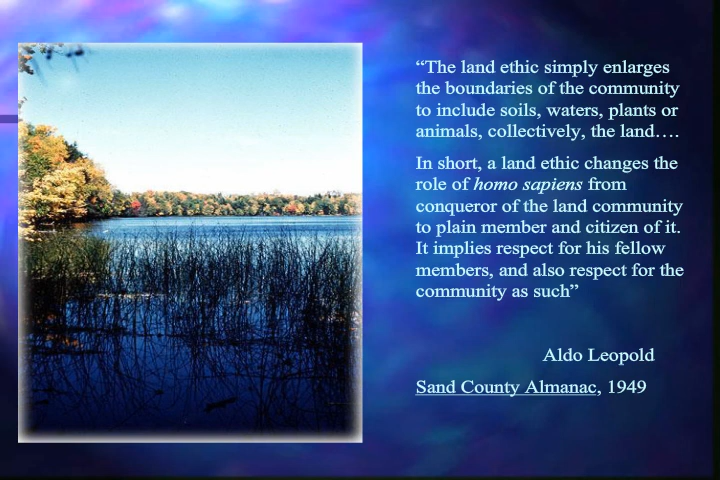 “The land ethic simply enlarges
the boundaries of the community
to include soils, waters, plants or
animals, collectively, the land….
In short, a land ethic changes the
role of homo sapiens from
conqueror of the land community
to plain member and citizen of it.
It implies respect for his fellow
members, and also respect for the
community as such”
Aldo Leopold
Sand County Almanac, 1949